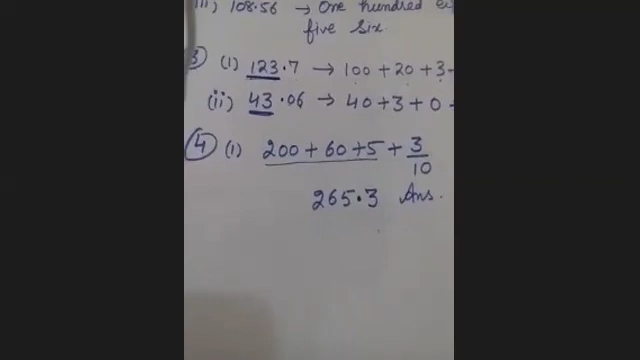 iii) 108.56 → One hundred
five Six
3 (i) 123.7 → 100 + 20 + 3
(ii) 43.06 → 40 + 3 + 0
4 (i) 200 + 60 + 5 + 3/10
265.3 Ans.